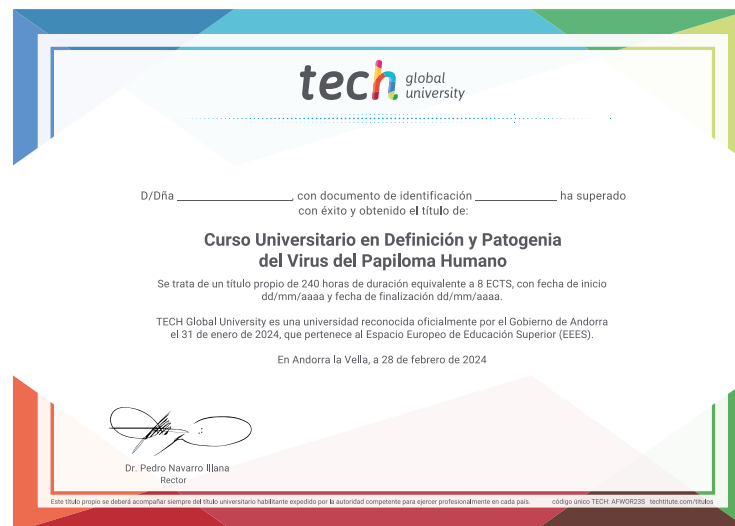 tech global university
D/Dña ____________________, con documento de identificación ______________ ha superado
con éxito y obtenido el título de:
Curso Universitario en Definición y Patogenia
del Virus del Papiloma Humano
Se trata de un título propio de 240 horas de duración equivalente a 8 ECTS, con fecha de inicio
dd/mm/aaaa y fecha de finalización dd/mm/aaaa.
TECH Global University es una universidad reconocida oficialmente por el Gobierno de Andorra
el 31 de enero de 2024, que pertenece al Espacio Europeo de Educación Superior (EEES).
En Andorra la Vella, a 28 de febrero de 2024
Dr. Pedro Navarro Illana
Rector
Este título propio se deberá acompañar siempre del título universitario habilitante expedido por la autoridad competente para ejercer profesionalmente en cada país. código único TECH: AFWOR23S techtitute.com/titulos